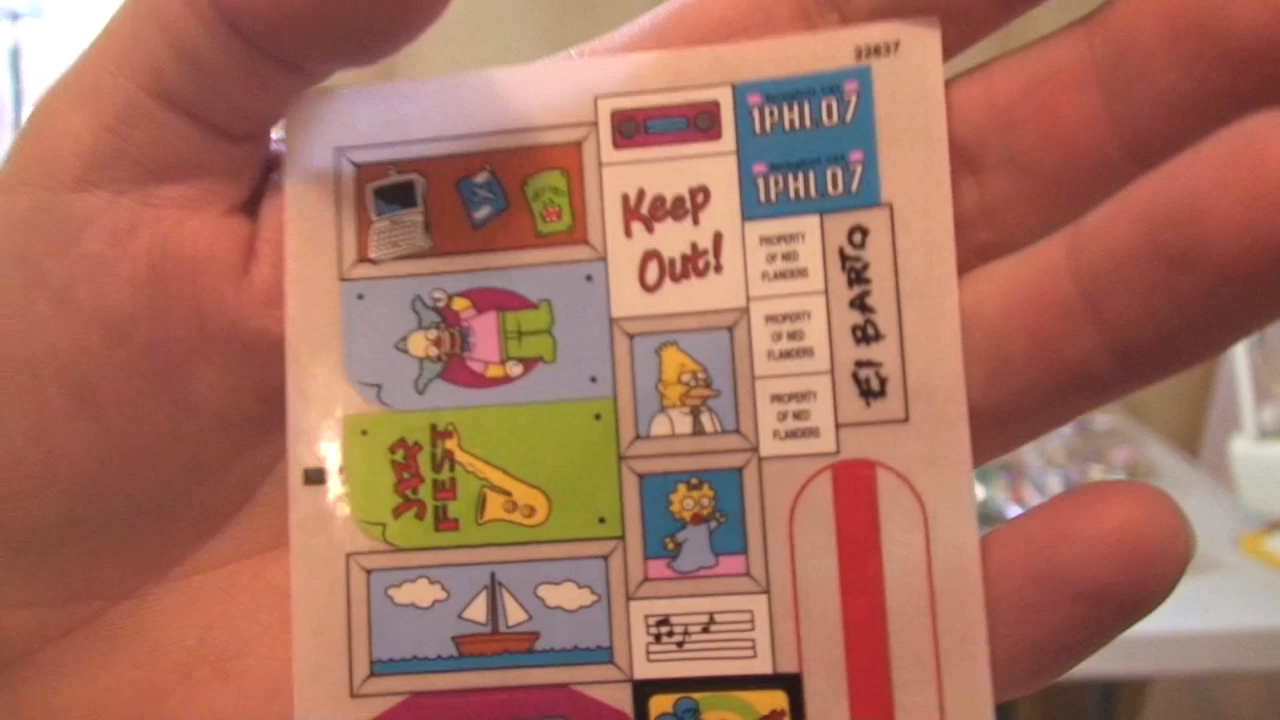 22637
1PHL07
1PHL07
Keep
Out!
PROPERTY
OF NED
FLANDERS
PROPERTY
OF NED
FLANDERS
PROPERTY
OF NED
FLANDERS
El BARTO
JAZZ
FEST